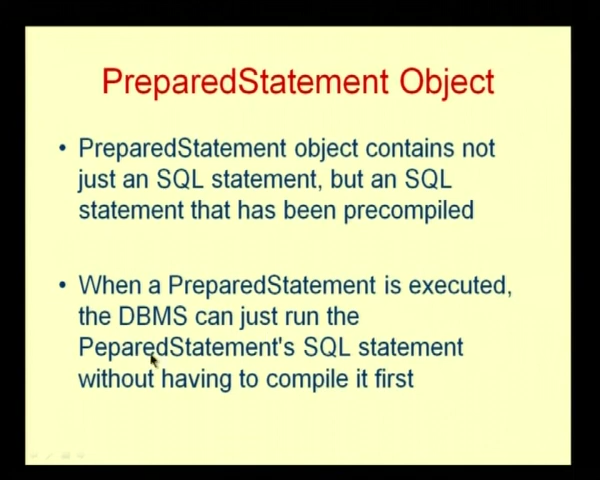 PreparedStatement Object
• PreparedStatement object contains not
just an SQL statement, but an SQL
statement that has been precompiled
• When a PreparedStatement is executed,
the DBMS can just run the
PeparedStatement's SQL statement
without having to compile it first